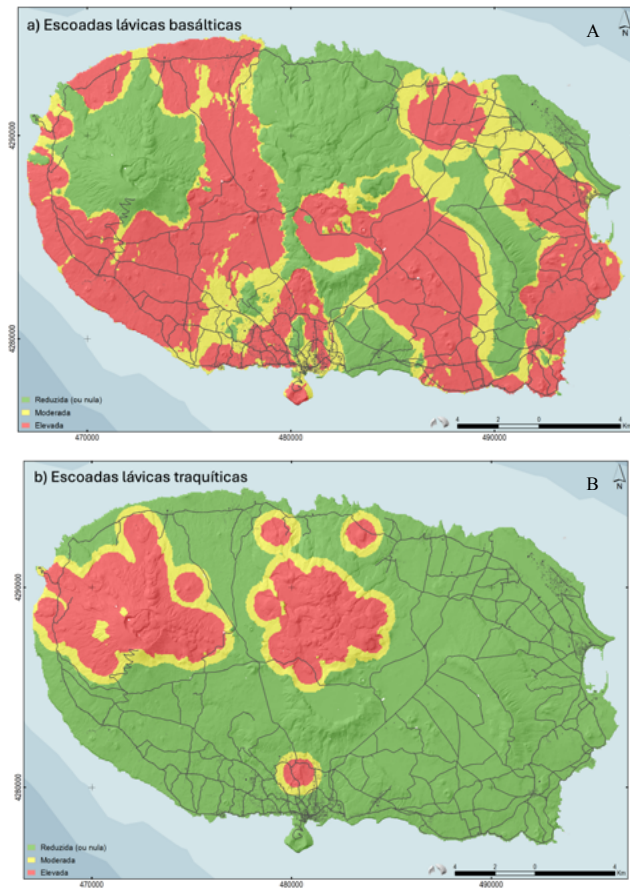 a) Escoadas lávicas basálticas
A
N
4290000
4280000
Reduzida (ou nula)
Moderada
Elevada
4 2 0 4
Km
470000 480000 490000
b) Escoadas lávicas traquíticas
B
N
4290000
4280000
Reduzida (ou nula)
Moderada
Elevada
4 2 0 4
Km
470000 480000 490000